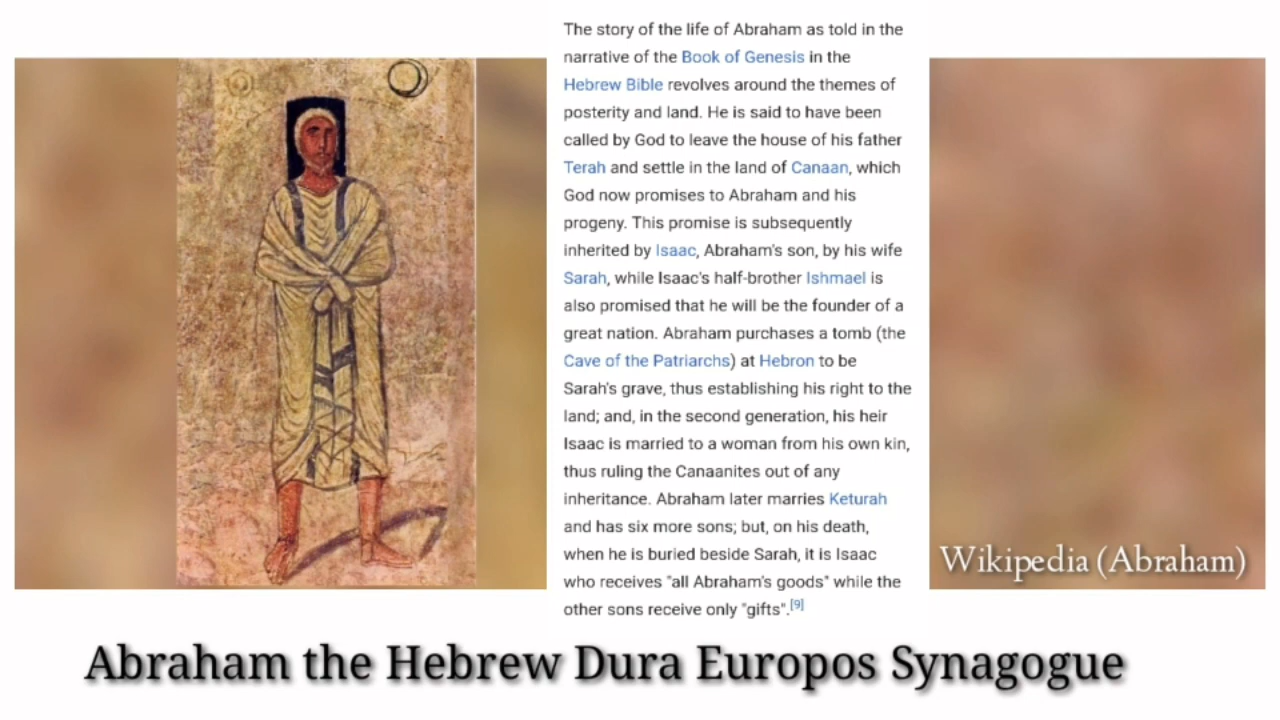 The story of the life of Abraham as told in the
narrative of the Book of Genesis in the
Hebrew Bible revolves around the themes of
posterity and land. He is said to have been
called by God to leave the house of his father
Terah and settle in the land of Canaan, which
God now promises to Abraham and his
progeny. This promise is subsequently
inherited by Isaac, Abraham's son, by his wife
Sarah, while Isaac's half-brother Ishmael is
also promised that he will be the founder of a
great nation. Abraham purchases a tomb (the
Cave of the Patriarchs) at Hebron to be
Sarah's grave, thus establishing his right to the
land; and, in the second generation, his heir
Isaac is married to a woman from his own kin,
thus ruling the Canaanites out of any
inheritance. Abraham later marries Keturah
and has six more sons; but, on his death,
when he is buried beside Sarah, it is Isaac
who receives "all Abraham's goods" while the
other sons receive only "gifts".[9]
Wikipedia (Abraham)
Abraham the Hebrew Dura Europos Synagogue